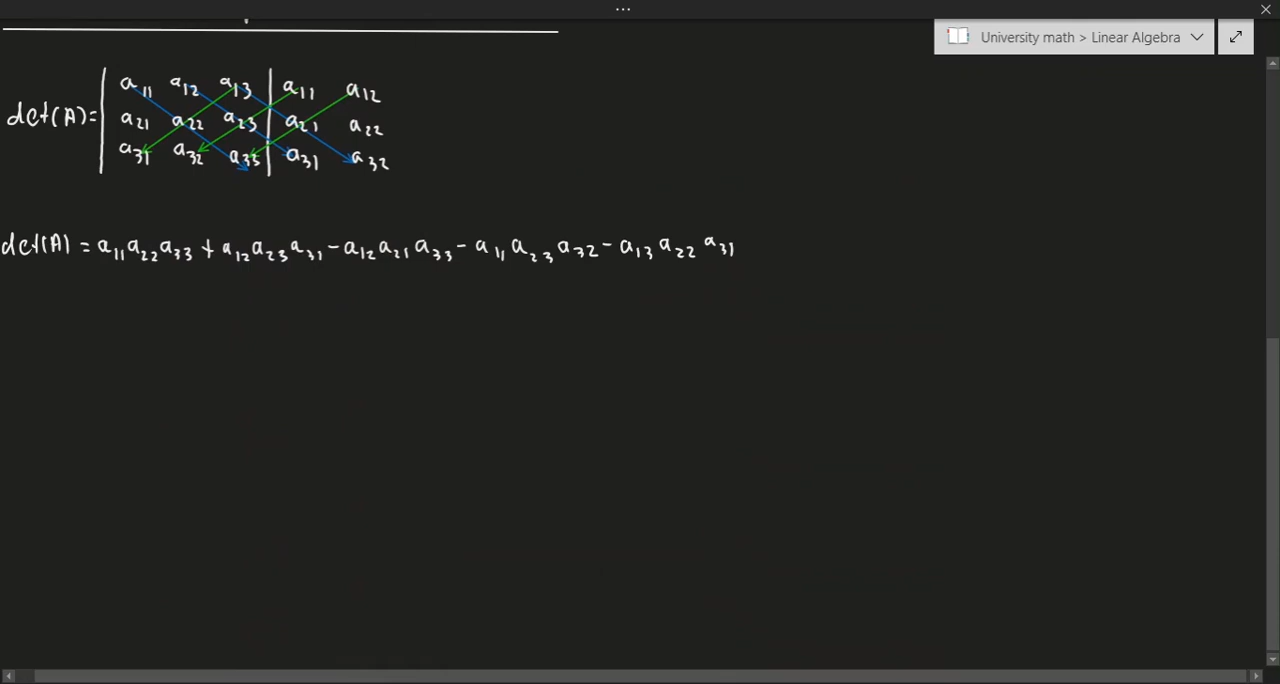 ...
University math > Linear Algebra
a₁₁ a₁₂ a₁₃ | a₁₁ a₁₂
det(A)= | a₂₁ a₂₂ a₂₃ | a₂₁ a₂₂
a₃₁ a₃₂ a₃₃ | a₃₁ a₃₂
det(A) = a₁₁a₂₂a₃₃ + a₁₂a₂₃a₃₁ - a₁₂a₂₁a₃₃ - a₁₁a₂₃a₃₂ - a₁₃a₂₂a₃₁